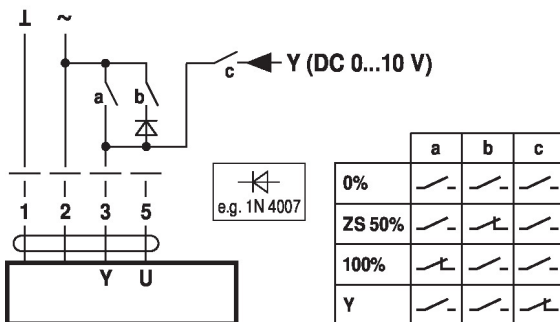 ⊥ ~
a b c Y (DC 0...10 V)
1 2 3 5
Y U
e.g. 1N 4007
a b c
0%
ZS 50%
100%
Y